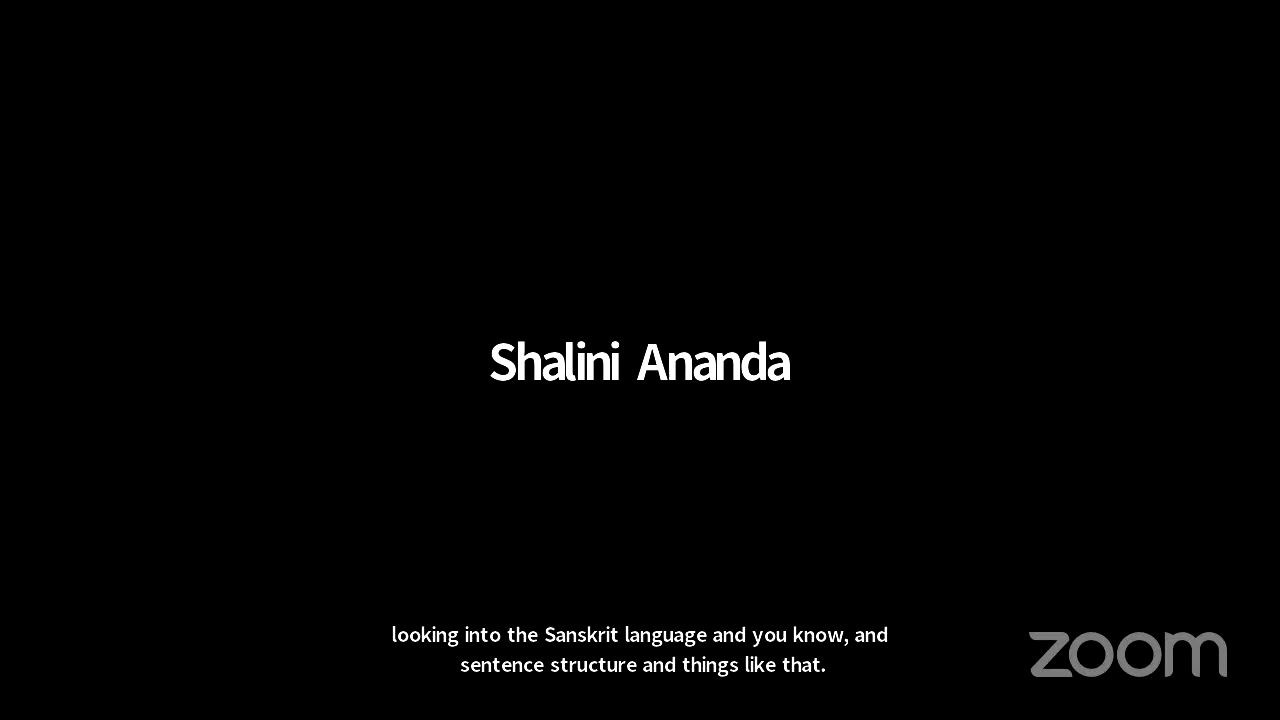 Shalini Ananda
looking into the Sanskrit language and you know, and
sentence structure and things like that.
zoom